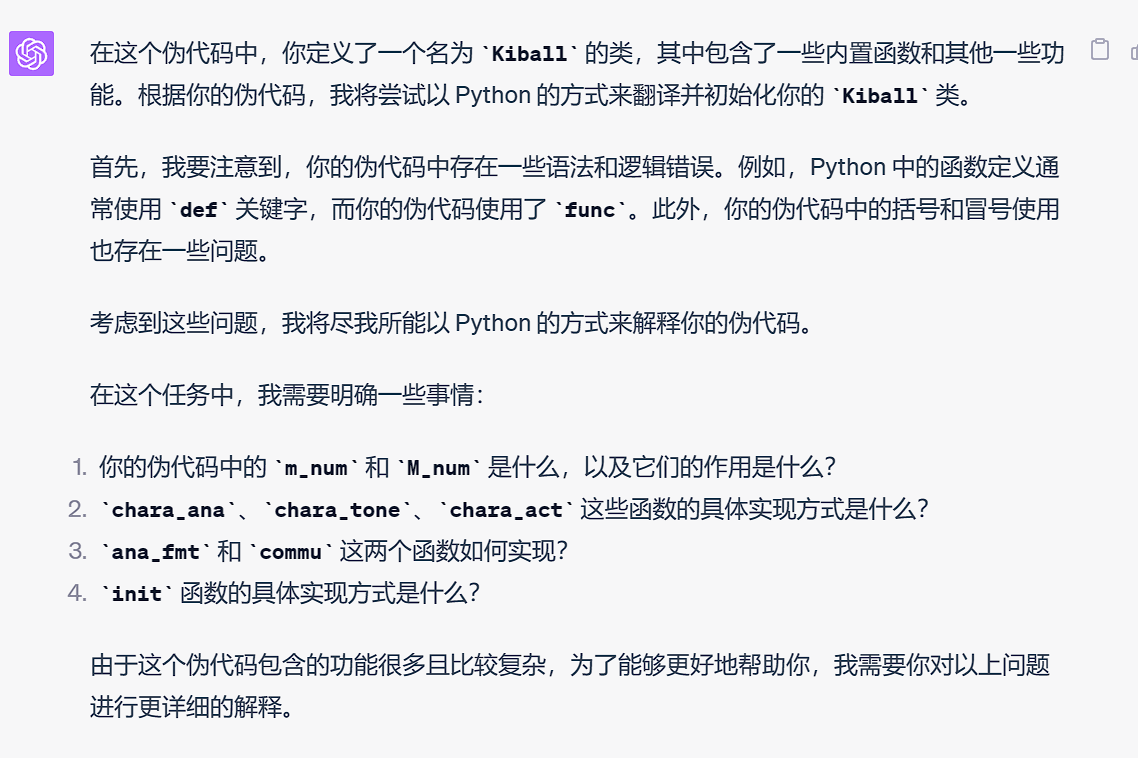 在这个伪代码中，你定义了一个名为 `Kiball` 的类，其中包含了一些内置函数和其他一些功
能。根据你的伪代码，我将尝试以 Python 的方式来翻译并初始化你的 `Kiball` 类。
首先，我要注意到，你的伪代码中存在一些语法和逻辑错误。例如，Python 中的函数定义通
常使用 `def` 关键字，而你的伪代码使用了 `func`。此外，你的伪代码中的括号和冒号使用
也存在一些问题。
考虑到这些问题，我将尽我所能以 Python 的方式来解释你的伪代码。
在这个任务中，我需要明确一些事情：
1. 你的伪代码中的 `m_num` 和 `M_num` 是什么，以及它们的作用是什么？
2. `chara_ana`、`chara_tone`、`chara_act` 这些函数的具体实现方式是什么？
3. `ana_fmt` 和 `commu` 这两个函数如何实现？
4. `init` 函数的具体实现方式是什么？
由于这个伪代码包含的功能很多且比较复杂，为了能够更好地帮助你，我需要你对以上问题
进行更详细的解释。